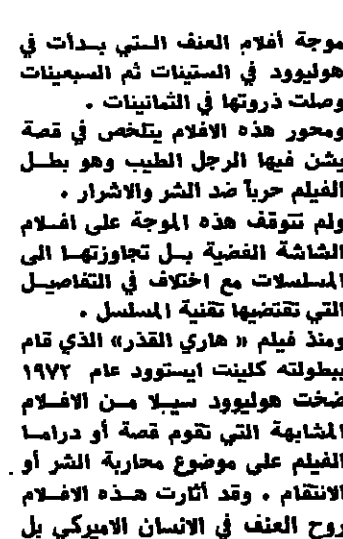 موجة أفلام العنف التي بدأت في
هوليوود في الستينات ثم السبعينات
وصلت ذروتها في الثمانينات .
ومحور هذه الافلام يتلخص في قصة
يشن فيها الرجل الطيب وهو بطل
الفيلم حرباً ضد الشر والاشرار .
ولم تتوقف هذه الموجة على افلام
الشاشة الفضية بل تجاوزتها الى
المسلسلات مع اختلاف في التفاصيل
التي تقتضيها تقنية المسلسل .
ومنذ فيلم « هاري القذر» الذي قام
ببطولته كلينت ايستوود عام ١٩٧٢
ضخت هوليوود سيلا من الافلام
المشابهة التي تقوم قصة أو دراما
الفيلم على موضوع محاربة الشر أو
الانتقام . وقد أثارت هذه الافلام
روح العنف في الانسان الاميركي بل